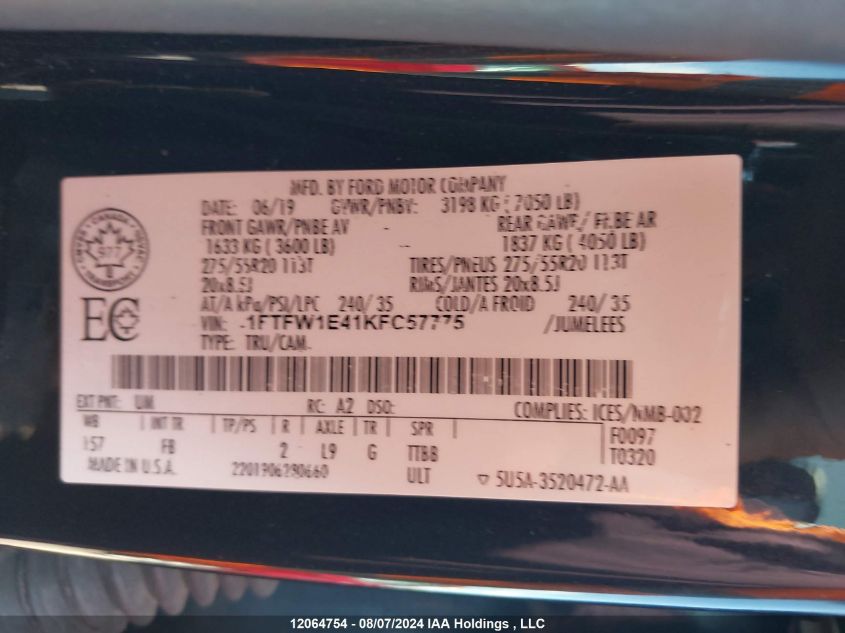 MFD. BY FORD MOTOR COMPANY
DATE: 06/19 GVWR/PNBV: 3198 KG ( 7050 LB)
FRONT GAWR/PNBE AV REAR GAWR/ PNBE AR
1633 KG ( 3600 LB) 1837 KG ( 4050 LB)
275/55R20 113T TIRES/PNEUS 275/55R20 113T
20x8.5J RIMS/JANTES 20x8.5J
AT/A kPa/PSI/LPC 240/ 35 COLD/A FROID 240/ 35
VIN: 1FTFW1E41KFC57775 /JUMELEES
TYPE: TRU/CAM.
CANADA
977
TRANSPORT
EC
EXT PNT: UM RC: A2 DSO: COMPLIES: ICES/NMB-002
WB INT TR TP/PS R AXLE TR SPR F0097
157 FB 2 L9 G TTBB T0320
MADE IN U.S.A. 2201906280660 ULT ▽ 5U5A-3520472-AA
12064754 - 08/07/2024 IAA Holdings , LLC